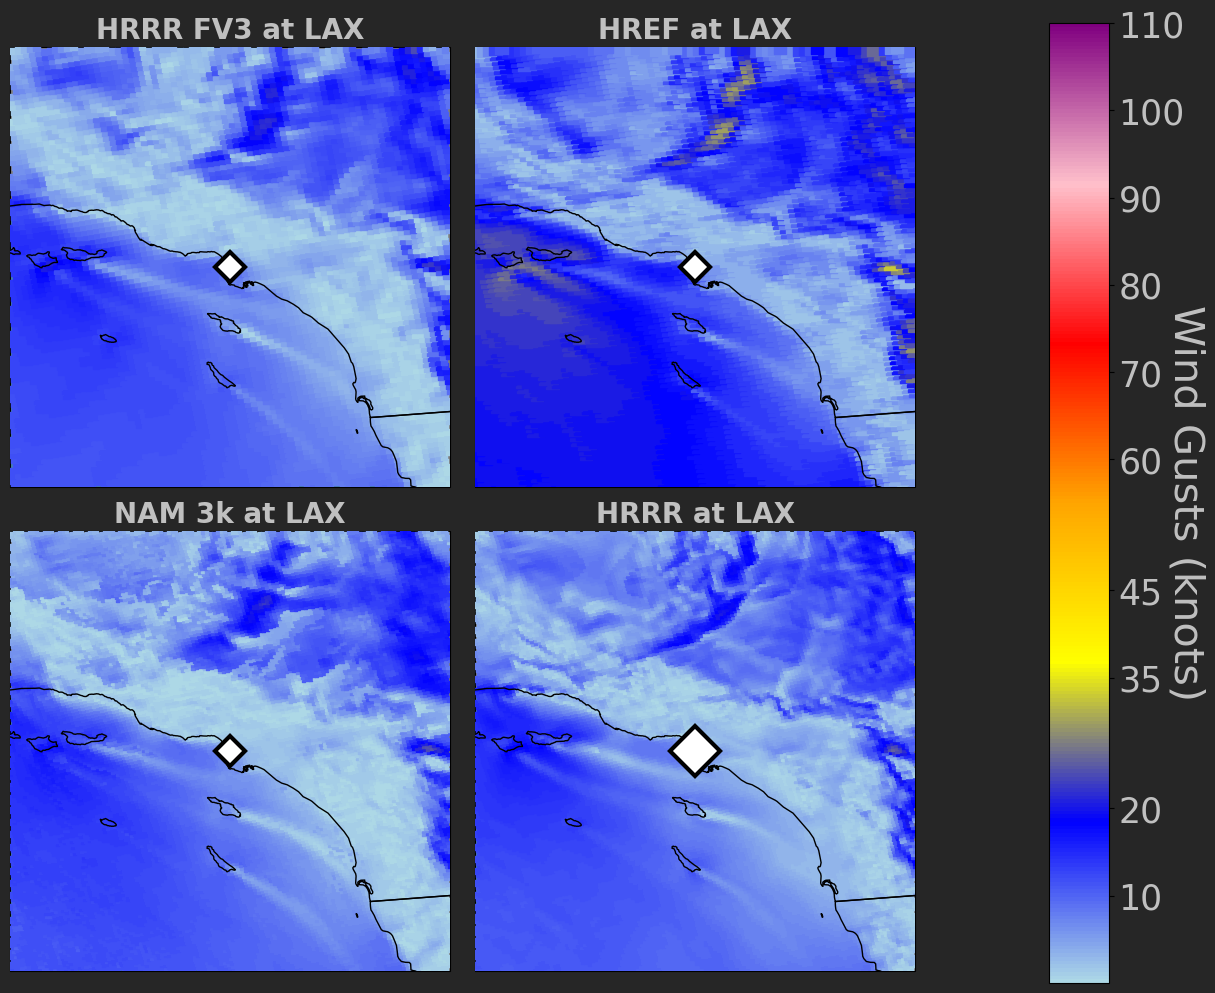 HRRR FV3 at LAX
HREF at LAX
NAM 3k at LAX
HRRR at LAX
110
100
90
80
70
60
45
35
20
10
Wind Gusts (knots)